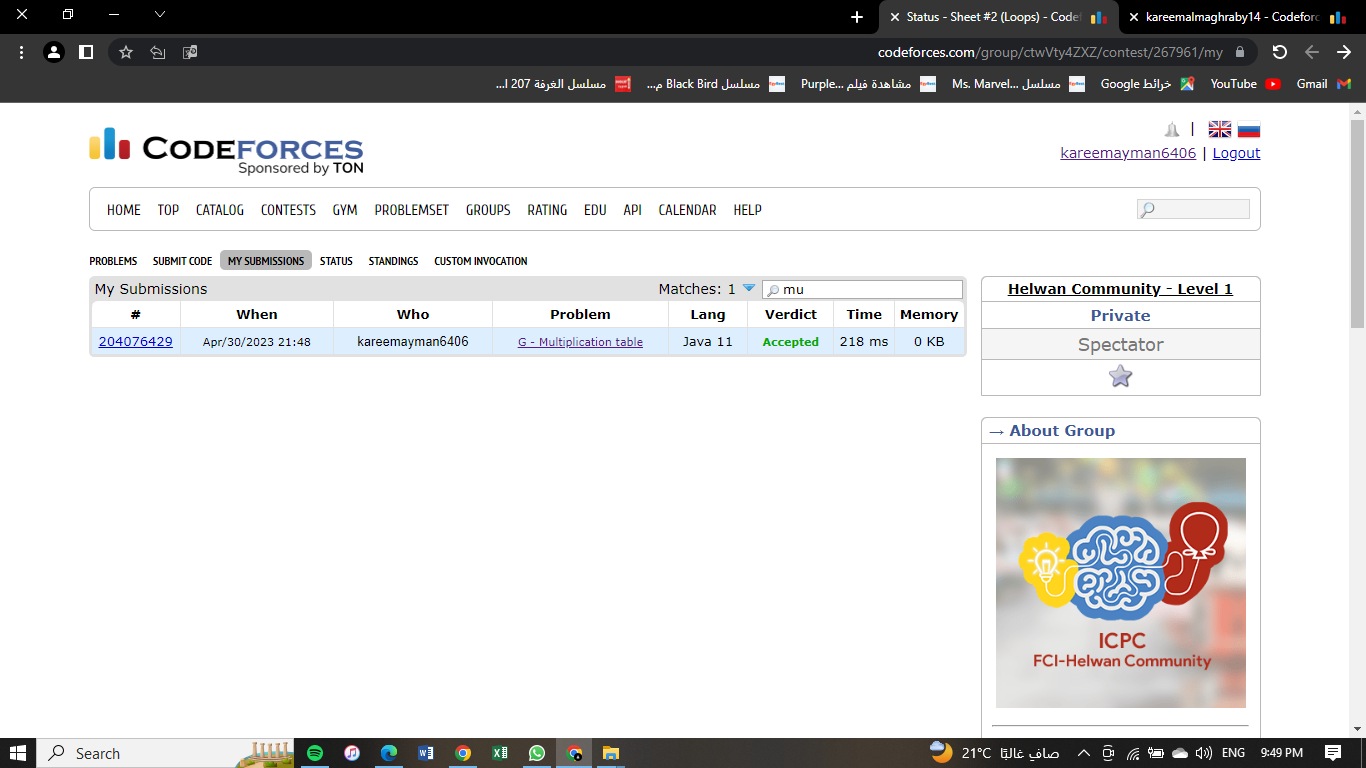 Status - Sheet #2 (Loops) - Codef
kareemalmaghraby14 - Codeforc
codeforces.com/group/ctwVty4ZXZ/contest/267961/my
Gmail
YouTube
خرائط Google
مسلسل Ms. Marvel...
مشاهدة فيلم Purple...
مسلسل Black Bird م...
مسلسل الغرفة 207 ا...
CODEFORCES
Sponsored by TON
kareemayman6406 | Logout
HOME TOP CATALOG CONTESTS GYM PROBLEMSET GROUPS RATING EDU API CALENDAR HELP
PROBLEMS SUBMIT CODE MY SUBMISSIONS STATUS STANDINGS CUSTOM INVOCATION
My Submissions Matches: 1 mu
# When Who Problem Lang Verdict Time Memory
204076429 Apr/30/2023 21:48 kareemayman6406 G - Multiplication table Java 11 Accepted 218 ms 0 KB
Helwan Community - Level 1
Private
Spectator
→ About Group
ICPC
FCI-Helwan Community
Search
21°C صافٍ غالبًا
ENG
9:49 PM